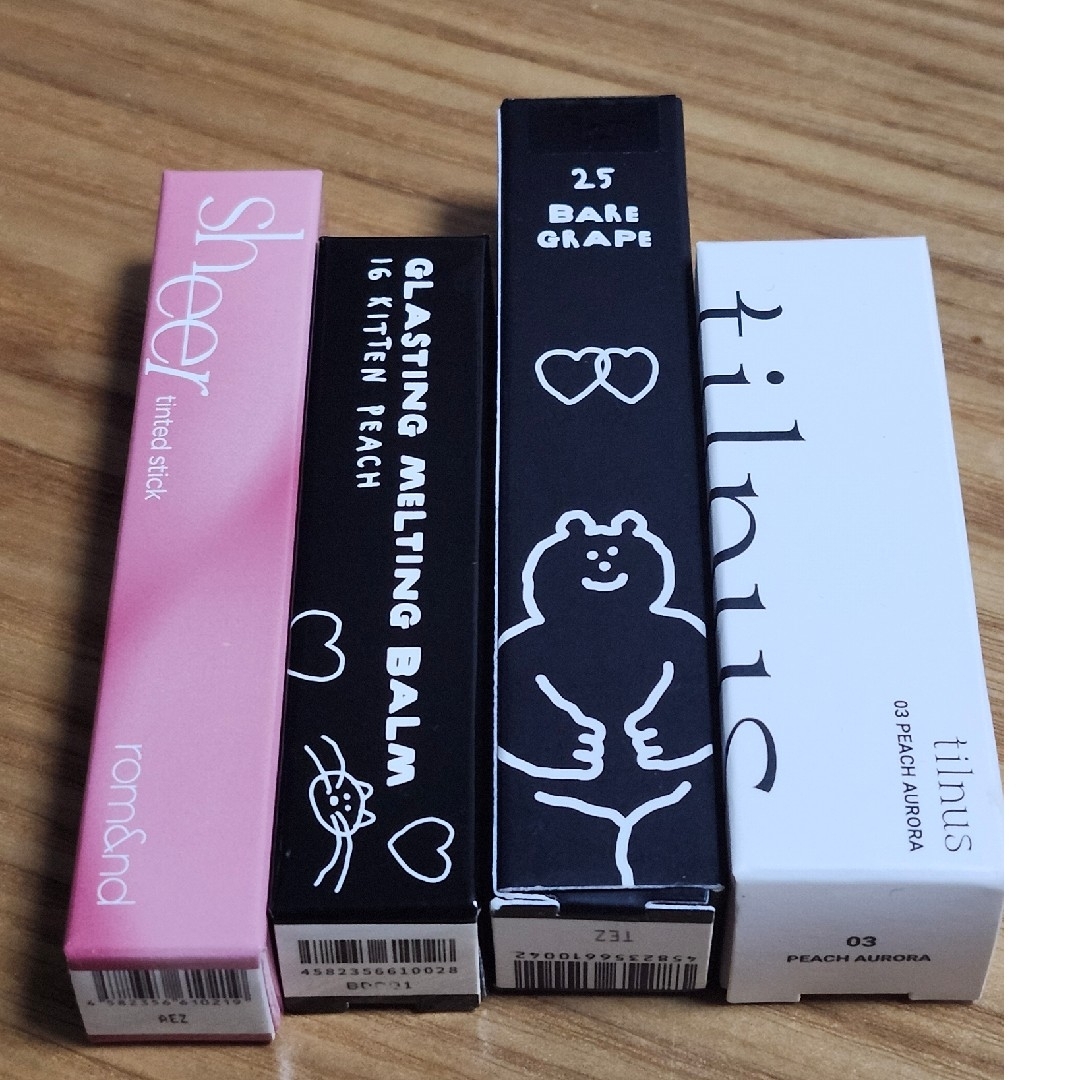 sheer
tinted stick
rom&nd
AEZ
GLASTING MELTING BALM
16 KITTEN PEACH
4582356610028
25
BARE
GRAPE
TEZ
4582356610042
tilnus
tilnus
03 PEACH AURORA
03
PEACH AURORA